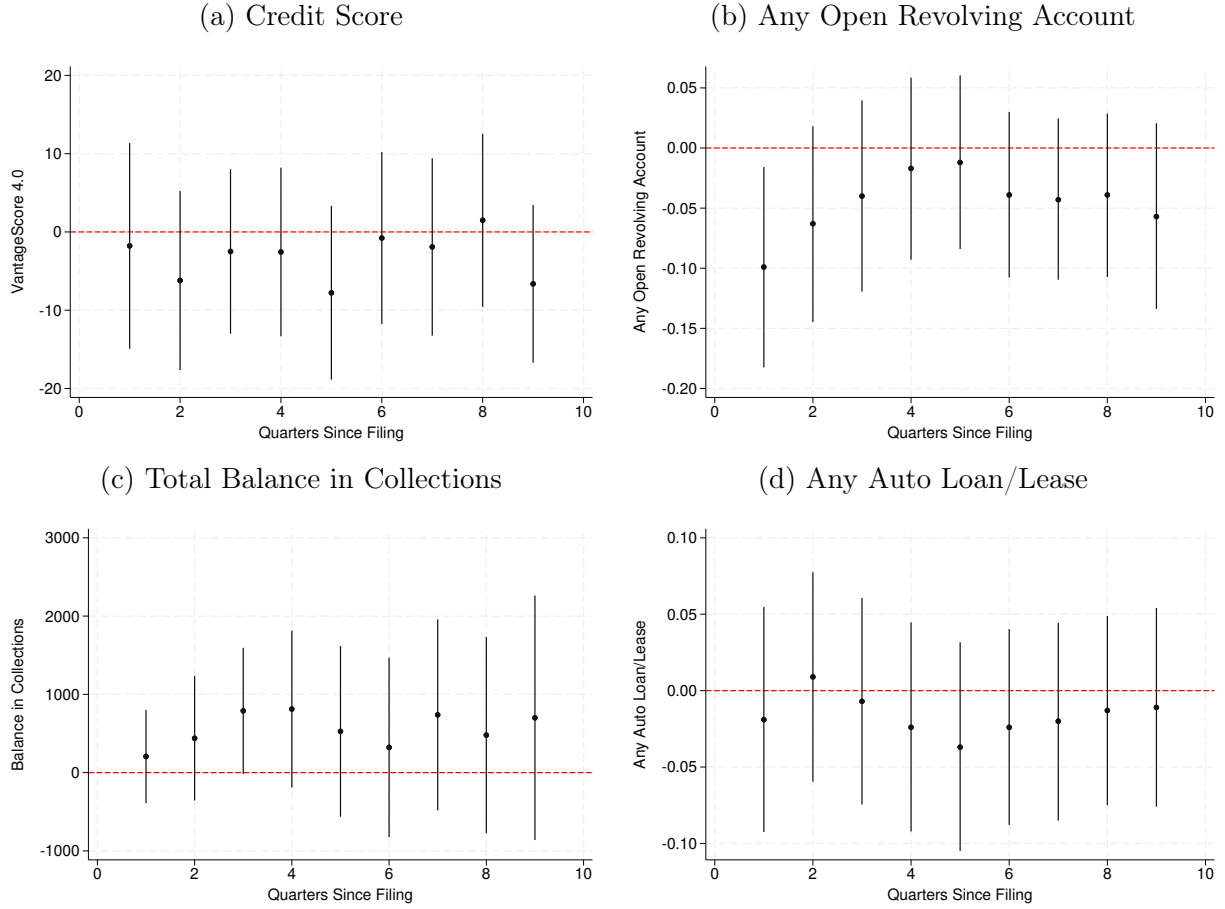 (a) Credit Score
20
10
0
-10
-20
VantageScore 4.0
0 2 4 6 8 10
Quarters Since Filing
(b) Any Open Revolving Account
0.05
0.00
-0.05
-0.10
-0.15
-0.20
Any Open Revolving Account
0 2 4 6 8 10
Quarters Since Filing
(c) Total Balance in Collections
3000
2000
1000
0
-1000
Balance in Collections
0 2 4 6 8 10
Quarters Since Filing
(d) Any Auto Loan/Lease
0.10
0.05
0.00
-0.05
-0.10
Any Auto Loan/Lease
0 2 4 6 8 10
Quarters Since Filing